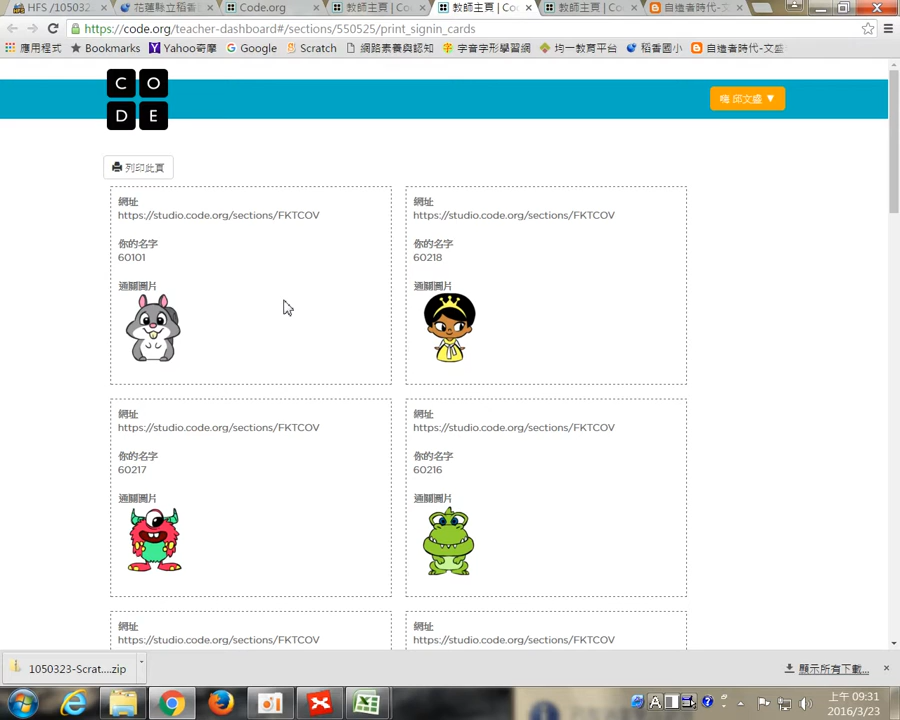 HFS /105032
花蓮縣立稻香
Code.org
教師主頁 | Co
教師主頁 | Co
教師主頁 | Co
自造者時代-文
https://code.org/teacher-dashboard#/sections/550525/print_signin_cards
應用程式 Bookmarks Yahoo奇摩 Google Scratch 網路素養與認知 字音字形學習網 均一教育平台 稻香國小 自造者時代-文盛
C O
D E
嗨 邱文盛 ▼
列印此頁
網址
https://studio.code.org/sections/FKTCOV
你的名字
60101
通關圖片
網址
https://studio.code.org/sections/FKTCOV
你的名字
60218
通關圖片
網址
https://studio.code.org/sections/FKTCOV
你的名字
60217
通關圖片
網址
https://studio.code.org/sections/FKTCOV
你的名字
60216
通關圖片
網址
https://studio.code.org/sections/FKTCOV
網址
https://studio.code.org/sections/FKTCOV
1050323-Scrat....zip
顯示所有下載...
上午 09:31
2016/3/23